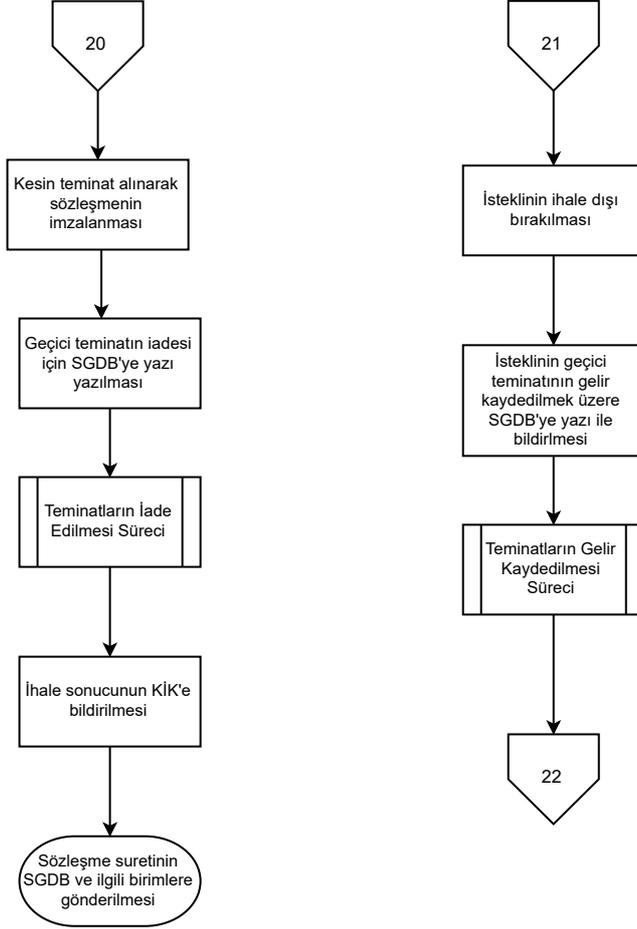 20
Kesin teminat alınarak
sözleşmenin
imzalanması
Geçici teminatın iadesi
için SGDB'ye yazı
yazılması
Teminatların İade
Edilmesi Süreci
İhale sonucunun KİK'e
bildirilmesi
Sözleşme suretinin
SGDB ve ilgili birimlere
gönderilmesi
21
İsteklinin ihale dışı
bırakılması
İsteklinin geçici
teminatının gelir
kaydedilmek üzere
SGDB'ye yazı ile
bildirlmesi
Teminatların Gelir
Kaydedilmesi
Süreci
22